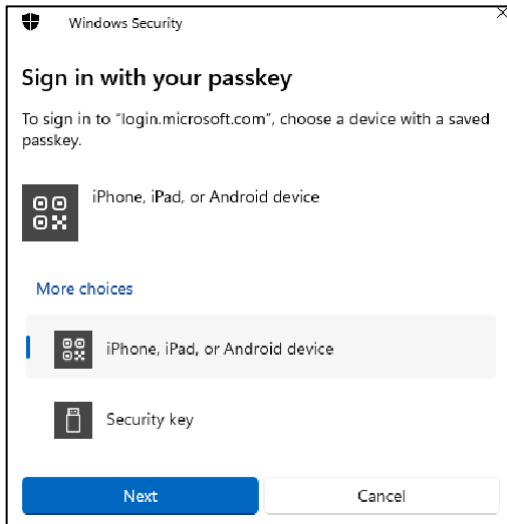 Windows Security
Sign in with your passkey
To sign in to "login.microsoft.com", choose a device with a saved
passkey.
iPhone, iPad, or Android device
More choices
iPhone, iPad, or Android device
Security key
Next
Cancel